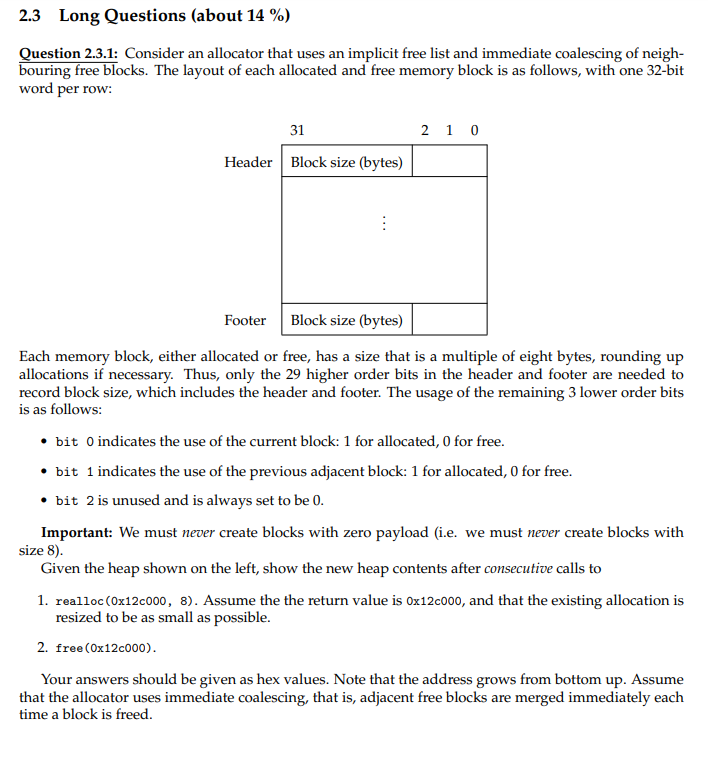 2.3 Long Questions (about 14 %)
Question 2.3.1: Consider an allocator that uses an implicit free list and immediate coalescing of neigh-
bouring free blocks. The layout of each allocated and free memory block is as follows, with one 32-bit
word per row:
31 2 1 0
Header Block size (bytes)
⋮
Footer Block size (bytes)
Each memory block, either allocated or free, has a size that is a multiple of eight bytes, rounding up
allocations if necessary. Thus, only the 29 higher order bits in the header and footer are needed to
record block size, which includes the header and footer. The usage of the remaining 3 lower order bits
is as follows:
• bit 0 indicates the use of the current block: 1 for allocated, 0 for free.
• bit 1 indicates the use of the previous adjacent block: 1 for allocated, 0 for free.
• bit 2 is unused and is always set to be 0.
Important: We must never create blocks with zero payload (i.e. we must never create blocks with
size 8).
Given the heap shown on the left, show the new heap contents after consecutive calls to
1. realloc(0x12c000, 8). Assume the the return value is 0x12c000, and that the existing allocation is
resized to be as small as possible.
2. free(0x12c000).
Your answers should be given as hex values. Note that the address grows from bottom up. Assume
that the allocator uses immediate coalescing, that is, adjacent free blocks are merged immediately each
time a block is freed.